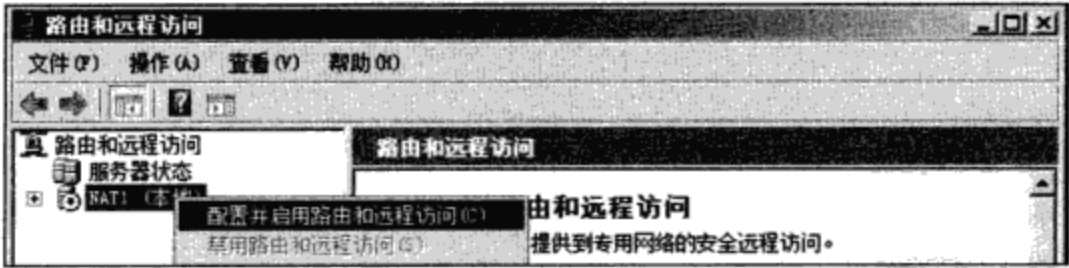 路由和远程访问
文件(F) 操作(A) 查看(V) 帮助(H)
路由和远程访问
服务器状态
NAT1 (本地)
配置并启用路由和远程访问(C)
禁用路由和远程访问(S)
路由和远程访问
由和远程访问
提供到专用网络的安全远程访问。